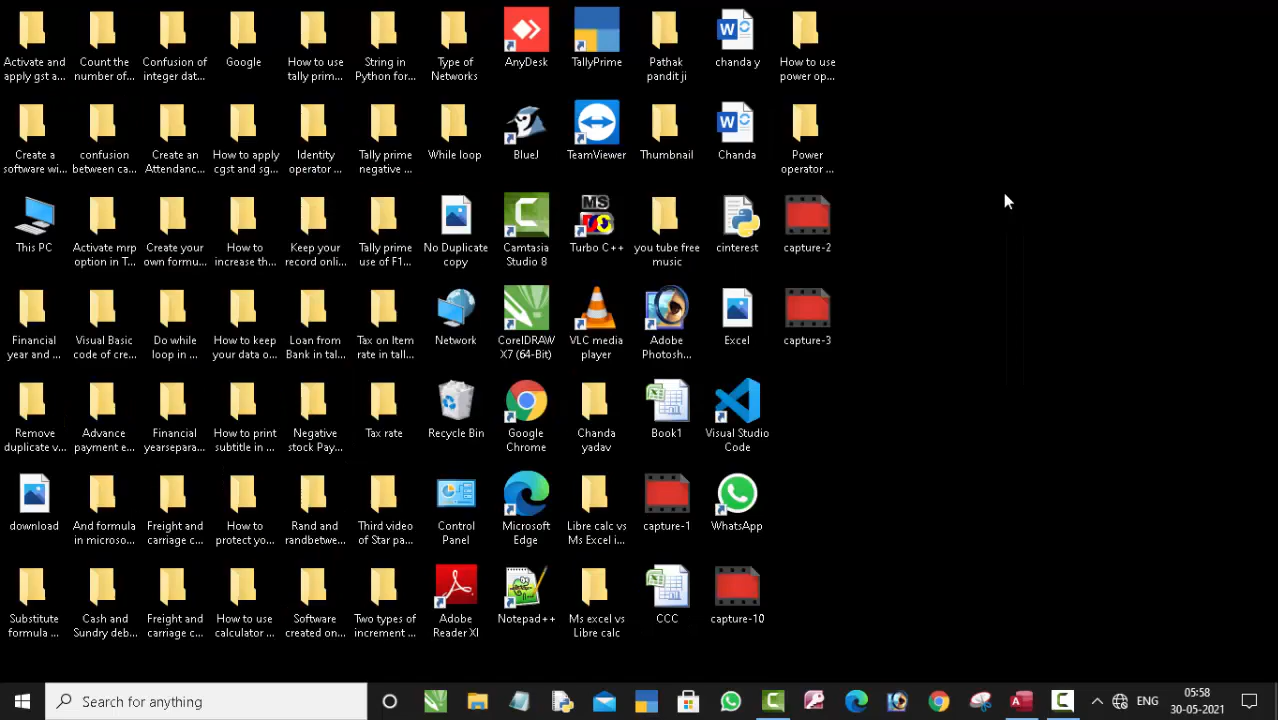 Activate and
apply gst a...
Count the
number of...
Confusion of
integer dat...
Google
How to use
tally prim...
String in
Python for...
Type of
Networks
AnyDesk
TallyPrime
Pathak
pandit ji
chanda y
How to use
power op...
Create a
software wi...
confusion
between ca...
Create an
Attendanc...
How to apply
cgst and sg...
Identity
operator ...
Tally prime
negative ...
While loop
BlueJ
TeamViewer
Thumbnail
Chanda
Power
operator ...
This PC
Activate mrp
option in T...
Create your
own formu...
How to
increase th...
Keep your
record onli...
Tally prime
use of F1...
No Duplicate
copy
Camtasia
Studio 8
MS
Turbo C++
you tube free
music
cinterest
capture-2
Financial
year and ...
Visual Basic
code of cre...
Do while
loop in ...
How to keep
your data o...
Loan from
Bank in tal...
Tax on Item
rate in tall...
Network
CorelDRAW
X7 (64-Bit)
VLC media
player
Adobe
Photosh...
Excel
capture-3
Remove
duplicate v...
Advance
payment e...
Financial
yearsepara...
How to print
subtitle in ...
Negative
stock Pay...
Tax rate
Recycle Bin
Google
Chrome
Chanda
yadav
Book1
Visual Studio
Code
download
And formula
in microso...
Freight and
carriage c...
How to
protect yo...
Rand and
randbetwe...
Third video
of Star pa...
Control
Panel
Microsoft
Edge
Libre calc vs
Ms Excel i...
capture-1
WhatsApp
Substitute
formula ...
Cash and
Sundry deb...
Freight and
carriage c...
How to use
calculator ...
Software
created on...
Two types of
increment ...
Adobe
Reader XI
Notepad++
Ms excel vs
Libre calc
CCC
capture-10
Search for anything
ENG
05:58
30-05-2021